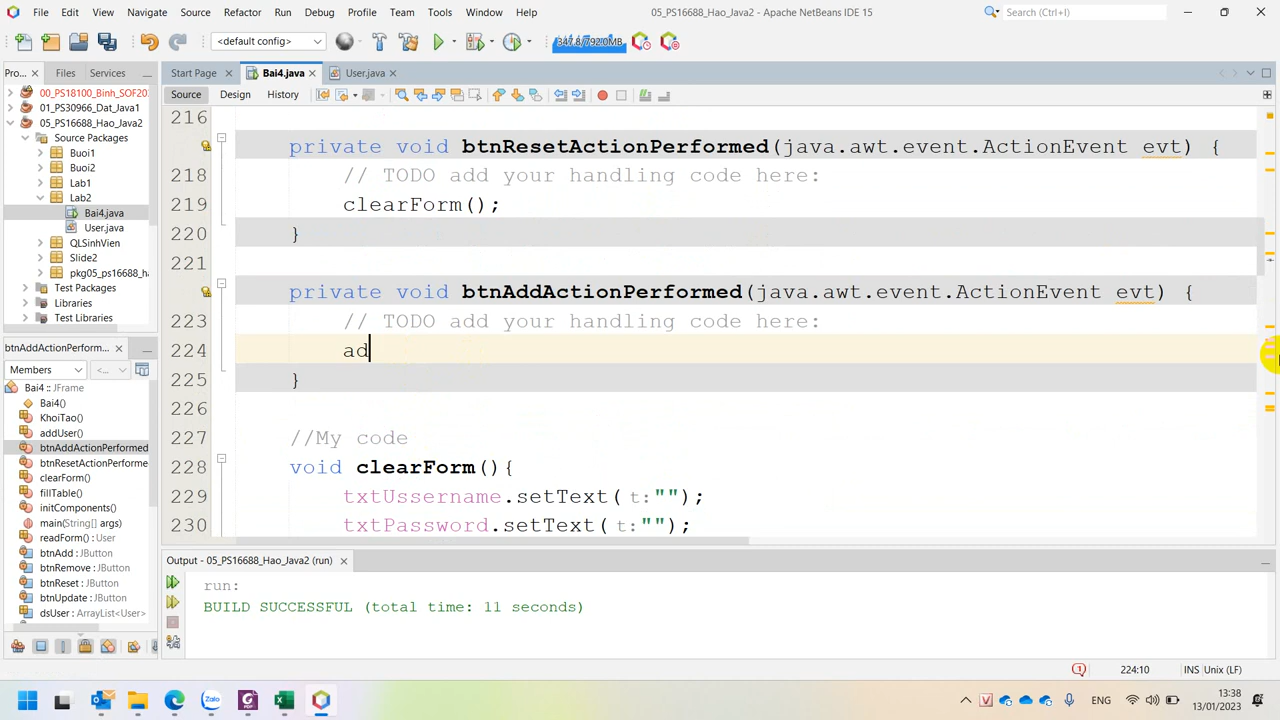 File Edit View Navigate Source Refactor Run Debug Profile Team Tools Window Help 05_PS16688_Hao_Java2 - Apache NetBeans IDE 15 Search (Ctrl+I)
<default config> 347.8/792.0MB
Pro... Files Services Start Page Bai4.java User.java
00_PS18100_Binh_SOF20 Source Design History
01_PS30966_Dat_Java1
05_PS16688_Hao_Java2
Source Packages
Buoi1
Buoi2
Lab1
Lab2
Bai4.java
User.java
QLSinhVien
Slide2
pkg05_ps16688_ha
Test Packages
Libraries
Test Libraries
216
private void btnResetActionPerformed(java.awt.event.ActionEvent evt) {
218 // TODO add your handling code here:
219 clearForm();
220 }
221
private void btnAddActionPerformed(java.awt.event.ActionEvent evt) {
223 // TODO add your handling code here:
224 ad
225 }
226
227 //My code
228 void clearForm(){
229 txtUssername.setText( t:"");
230 txtPassword.setText( t:"");
btnAddActionPerform...
Members <...
Bai4 :: JFrame
Bai4()
KhoiTao()
addUser()
btnAddActionPerformed
btnResetActionPerforme
clearForm()
fillTable()
initComponents()
main(String[] args)
readForm() : User
btnAdd : JButton
btnRemove : JButton
btnReset : JButton
btnUpdate : JButton
dsUser : ArrayList<User>
Output - 05_PS16688_Hao_Java2 (run)
run:
BUILD SUCCESSFUL (total time: 11 seconds)
1 224:10 INS Unix (LF)
Zalo ENG 13:38
13/01/2023